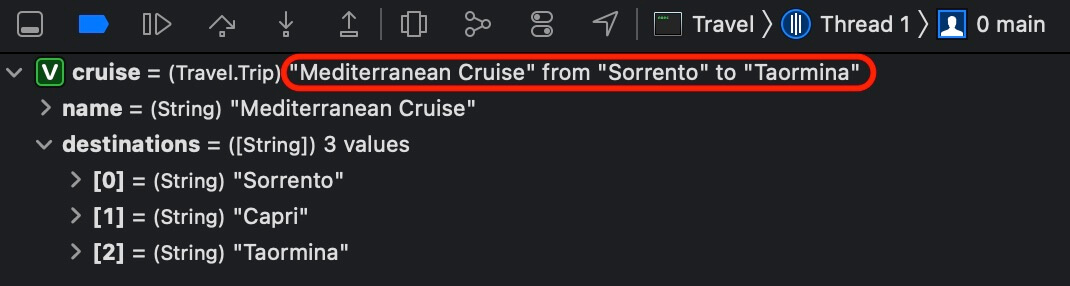 Travel Thread 1 0 main
V cruise = (Travel.Trip) "Mediterranean Cruise" from "Sorrento" to "Taormina"
name = (String) "Mediterranean Cruise"
destinations = ([String]) 3 values
[0] = (String) "Sorrento"
[1] = (String) "Capri"
[2] = (String) "Taormina"